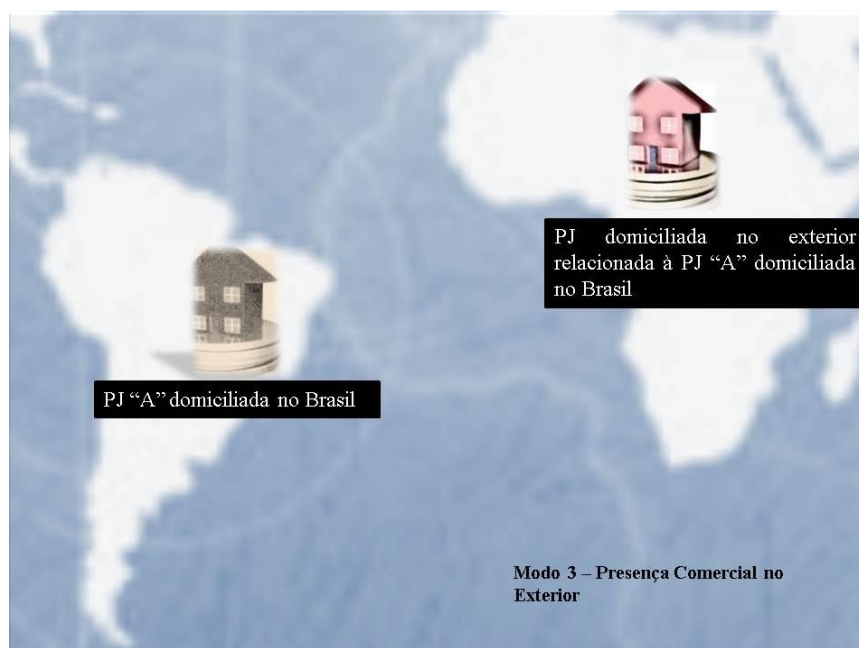 PJ domiciliada no exterior
relacionada à PJ “A” domiciliada
no Brasil
PJ “A” domiciliada no Brasil
Modo 3 – Presença Comercial no
Exterior